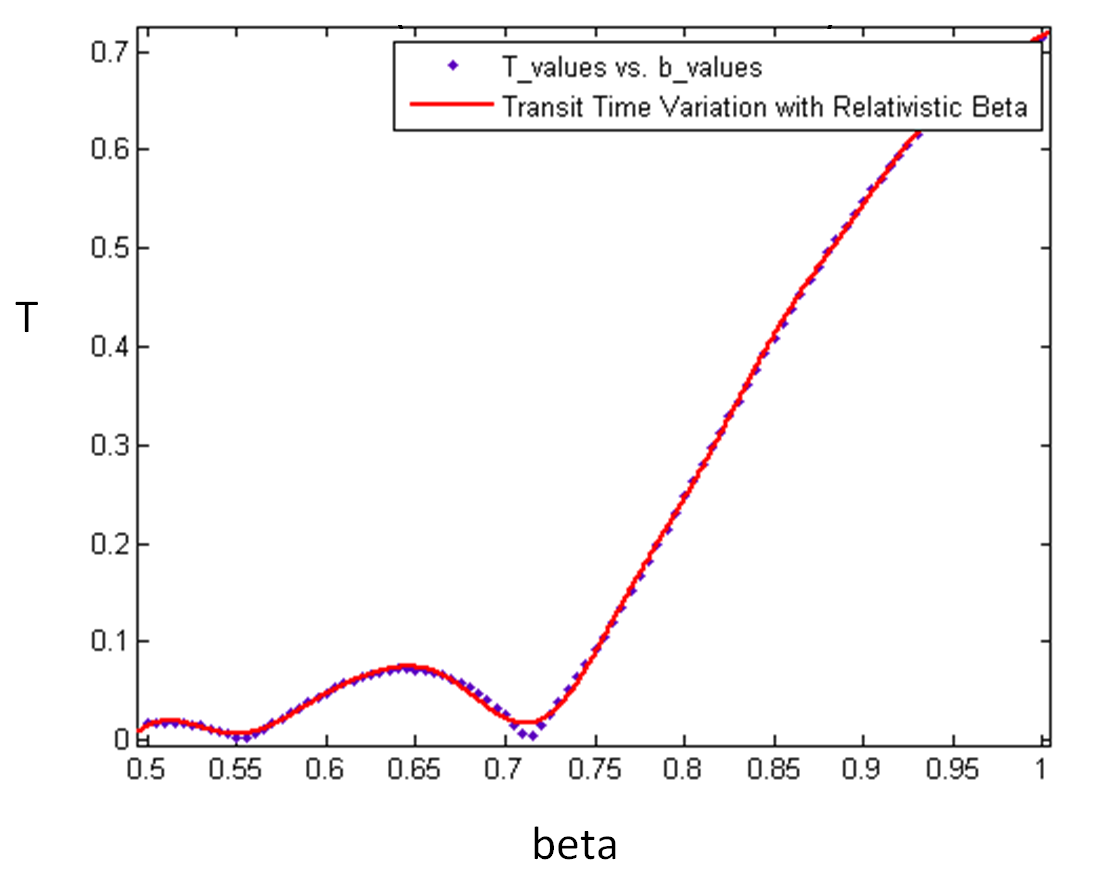 T_values vs. b_values
Transit Time Variation with Relativistic Beta
0.7
0.6
0.5
0.4
0.3
0.2
0.1
0
T
0.5 0.55 0.6 0.65 0.7 0.75 0.8 0.85 0.9 0.95 1
beta